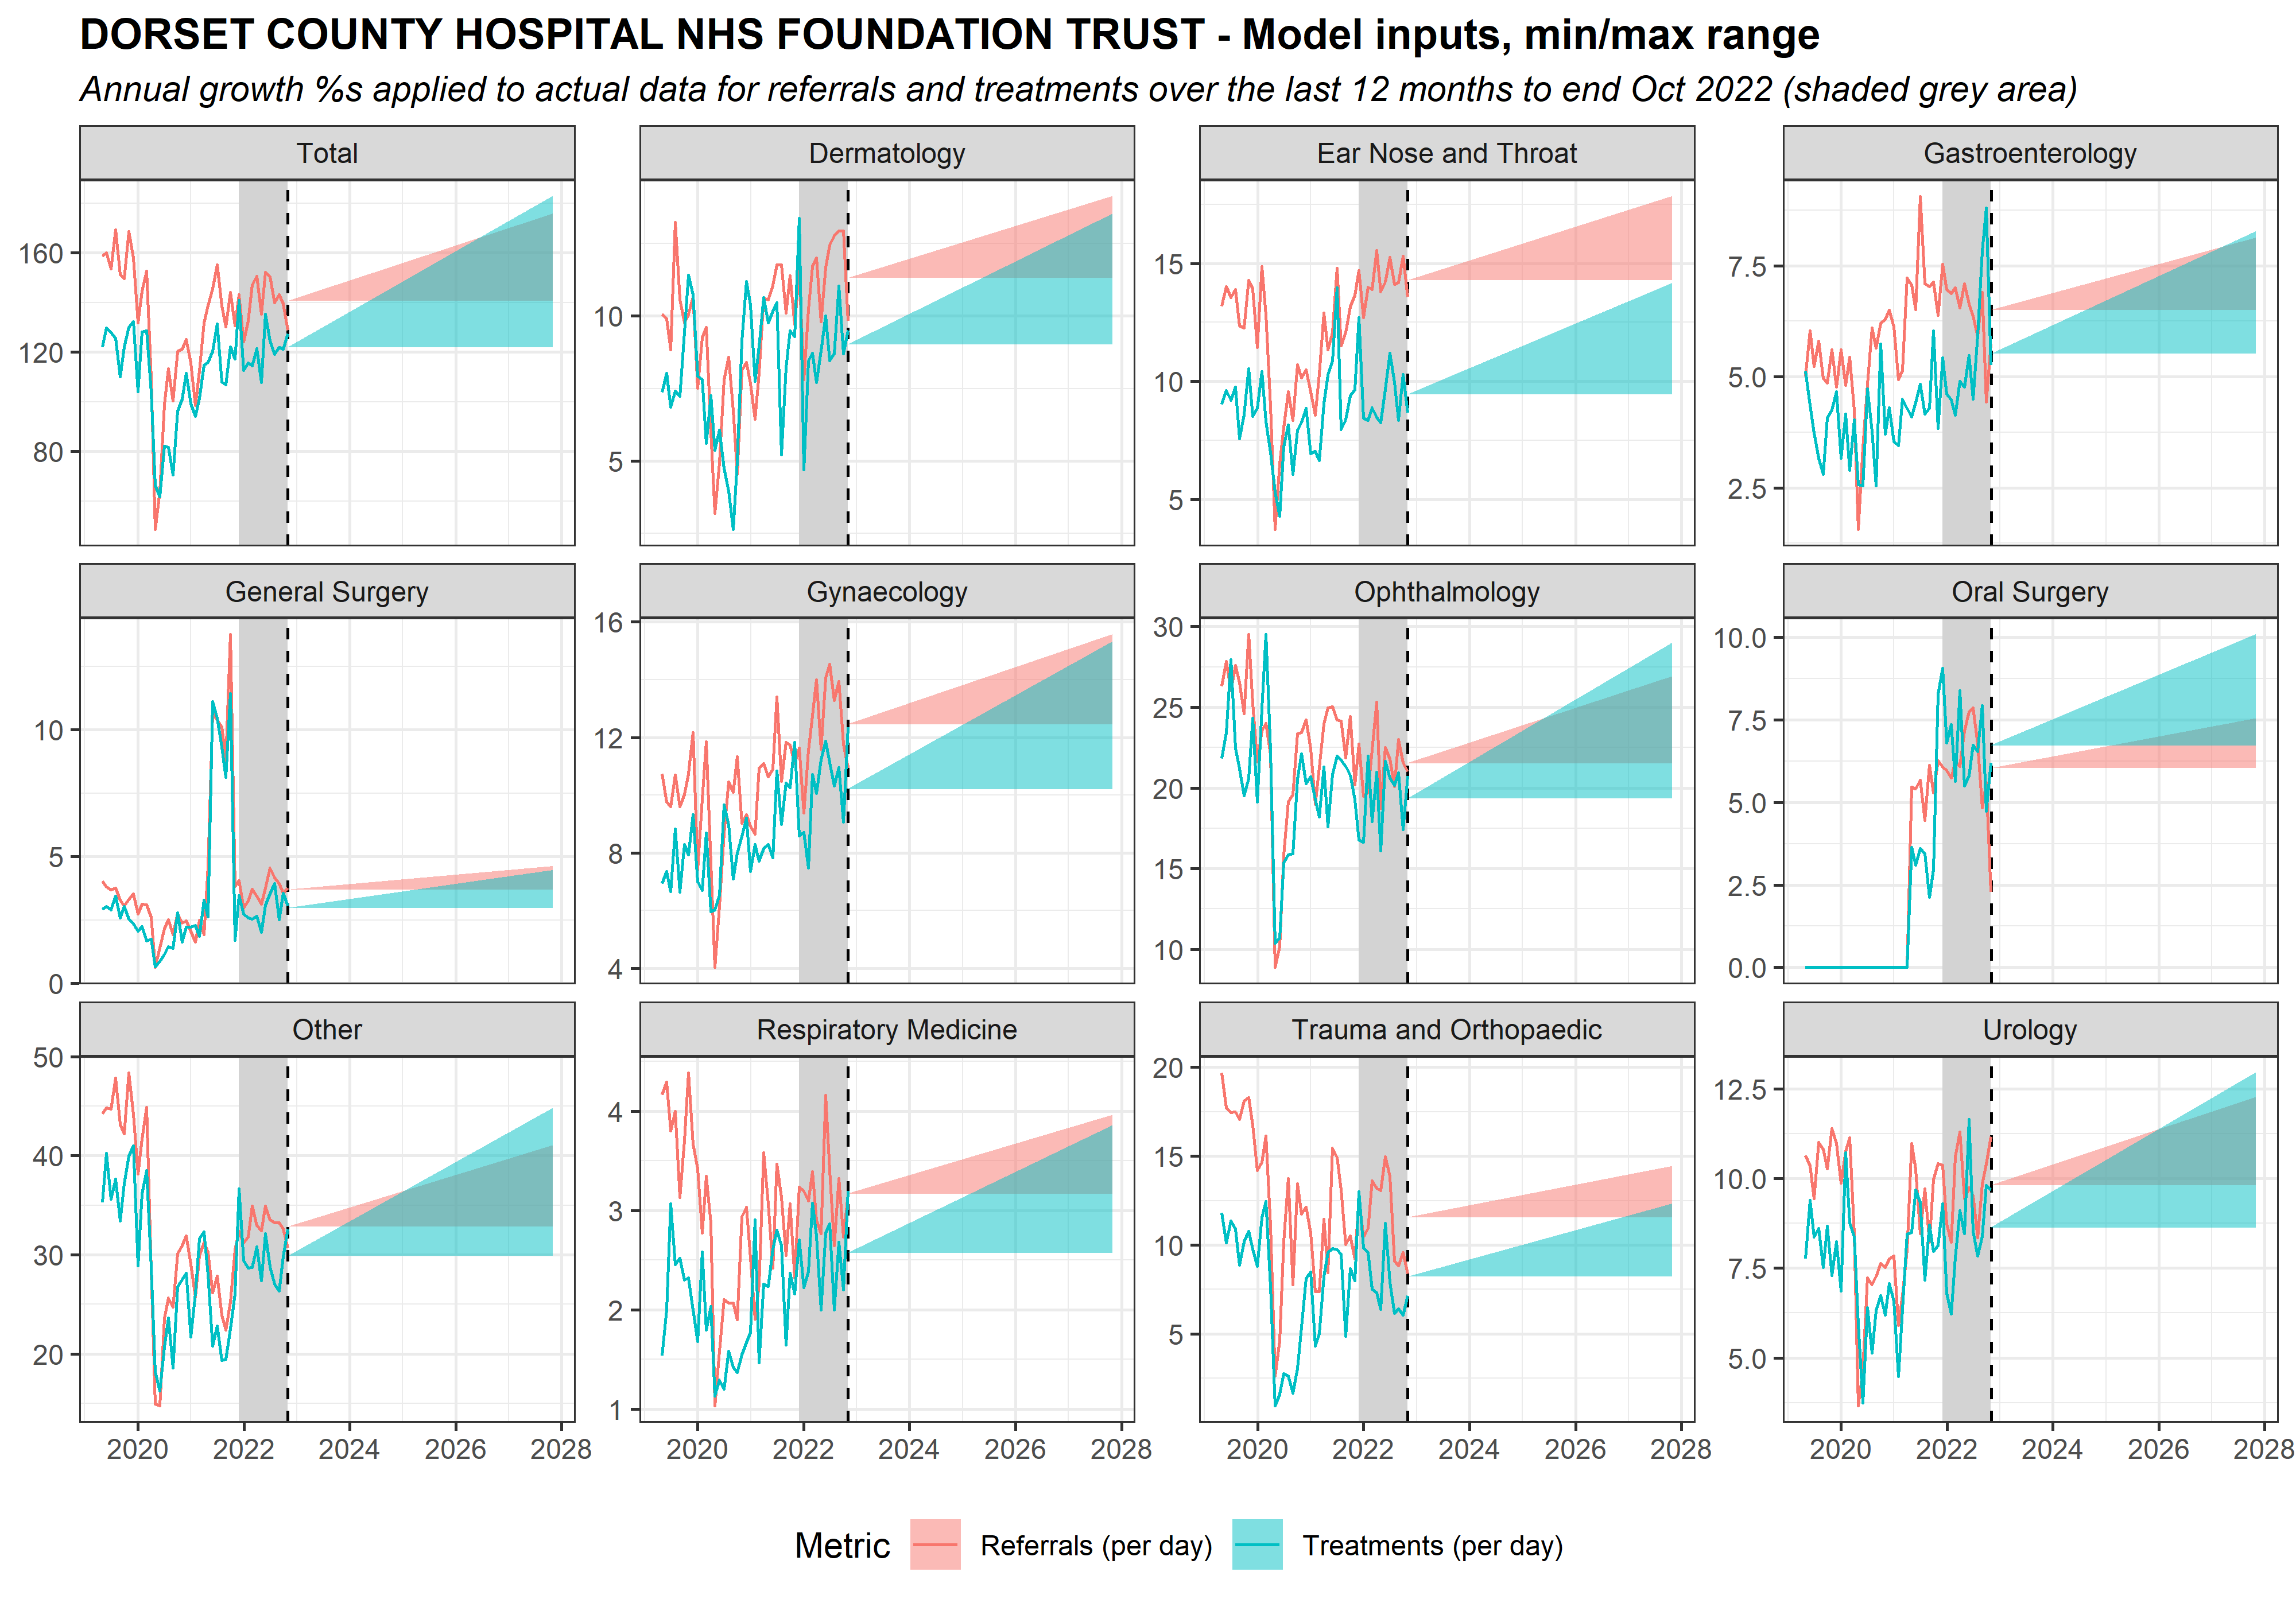 DORSET COUNTY HOSPITAL NHS FOUNDATION TRUST - Model inputs, min/max range
Annual growth %s applied to actual data for referrals and treatments over the last 12 months to end Oct 2022 (shaded grey area)
Total
Dermatology
Ear Nose and Throat
Gastroenterology
160
120
80
10
5
15
10
5
7.5
5.0
2.5
General Surgery
Gynaecology
Ophthalmology
Oral Surgery
10
5
0
16
12
8
4
30
25
20
15
10
10.0
7.5
5.0
2.5
0.0
Other
Respiratory Medicine
Trauma and Orthopaedic
Urology
50
40
30
20
4
3
2
1
20
15
10
5
12.5
10.0
7.5
5.0
2020 2022 2024 2026 2028
2020 2022 2024 2026 2028
2020 2022 2024 2026 2028
2020 2022 2024 2026 2028
Metric Referrals (per day) Treatments (per day)